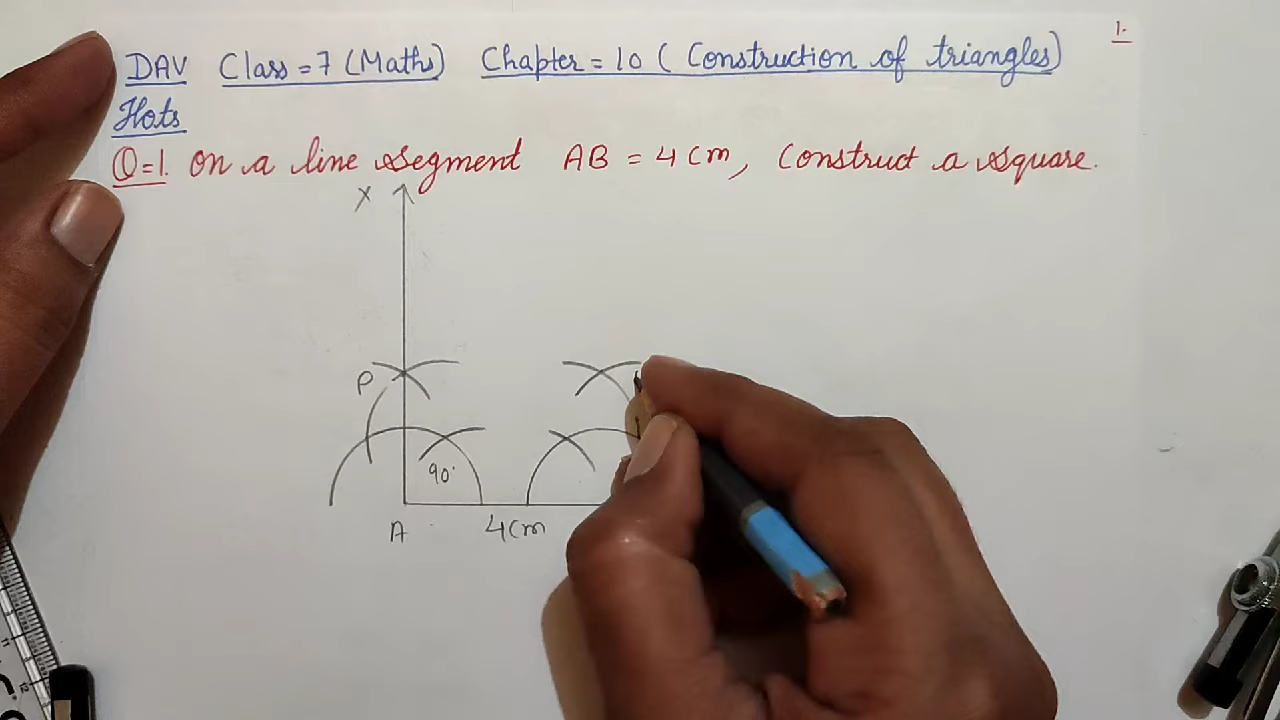 1.
DAV Class = 7 (Maths) Chapter = 10 ( Construction of triangles)
Hots
Q=1. On a line segment AB = 4 cm, Construct a square.
X
P
90°
A 4cm